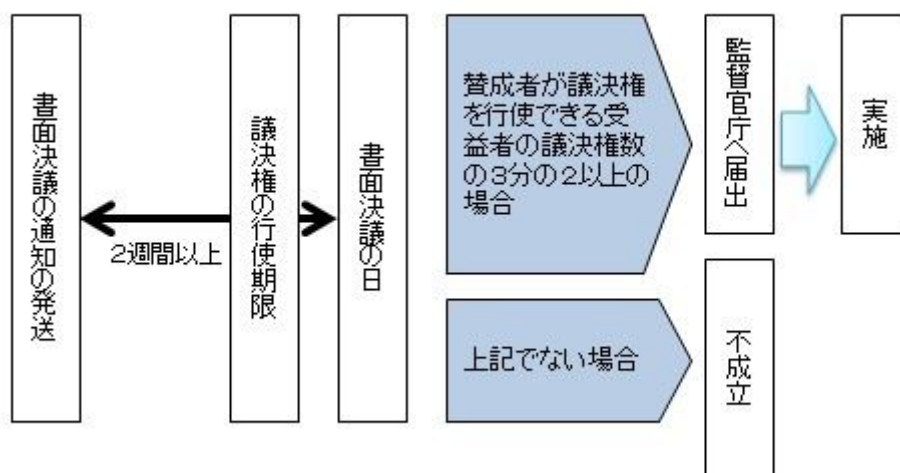 書面決議の通知の発送
2週間以上
議決権の行使期限
書面決議の日
賛成者が議決権
を行使できる受
益者の議決権数
の3分の2以上の
場合
監督官庁へ届出
実施
上記でない場合
不成立